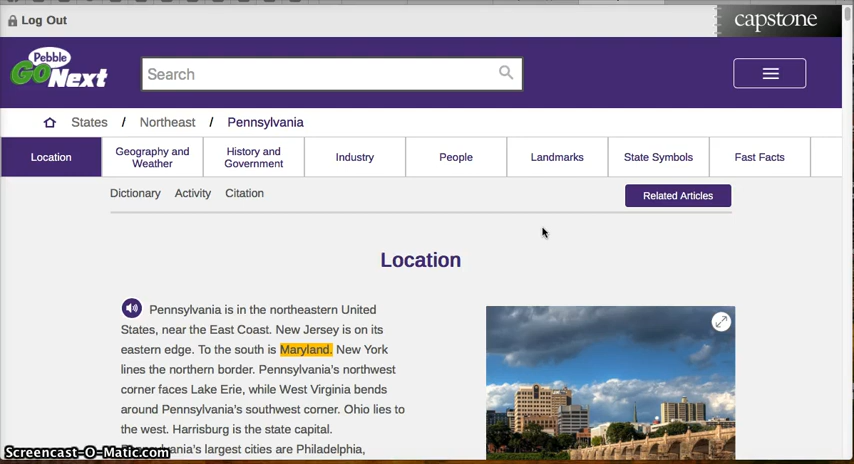 Log Out
capstone
Pebble
GO Next
Search
States / Northeast / Pennsylvania
Location
Geography and
Weather
History and
Government
Industry
People
Landmarks
State Symbols
Fast Facts
Dictionary Activity Citation
Related Articles
Location
Pennsylvania is in the northeastern United
States, near the East Coast. New Jersey is on its
eastern edge. To the south is Maryland. New York
lines the northern border. Pennsylvania's northwest
corner faces Lake Erie, while West Virginia bends
around Pennsylvania's southwest corner. Ohio lies to
the west. Harrisburg is the state capital.
Pennsylvania's largest cities are Philadelphia,
Screencast-O-Matic.com